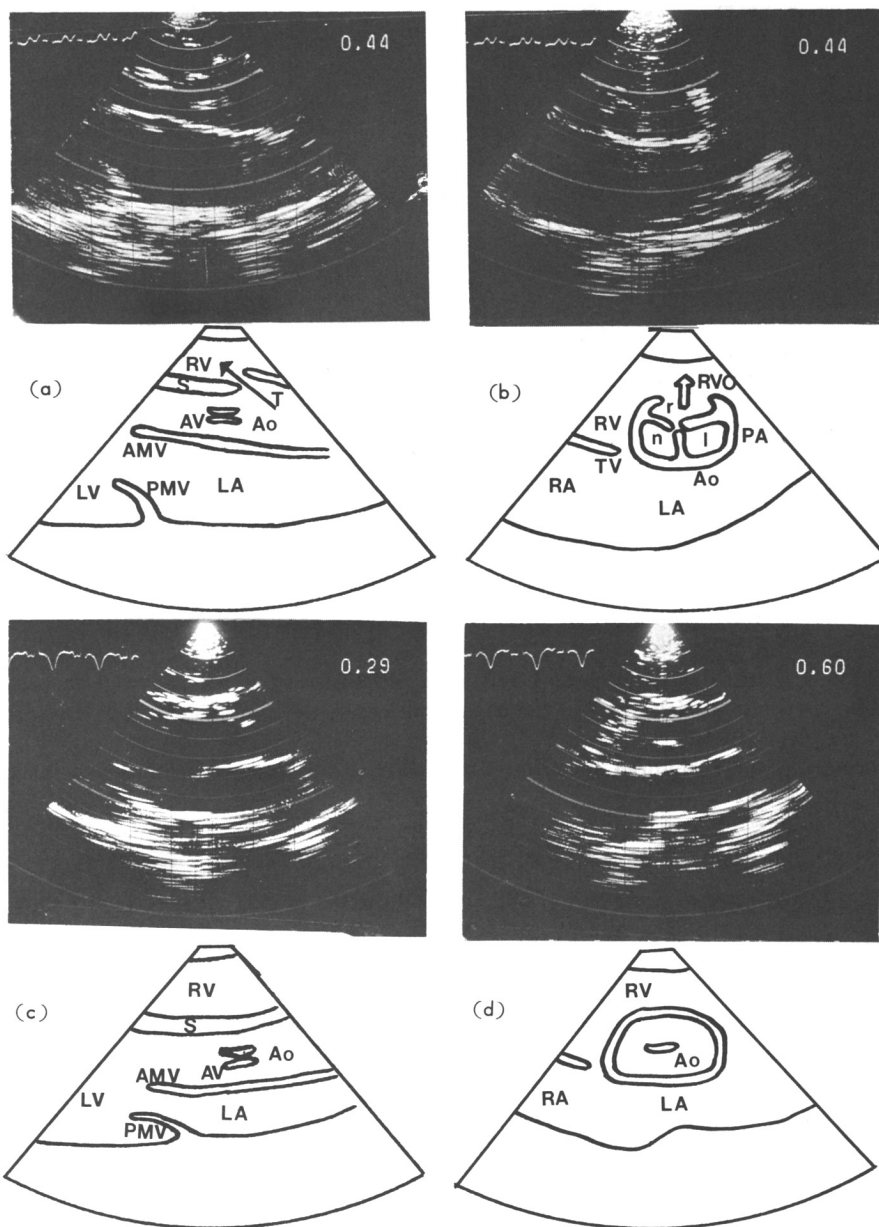 0.44
0.44
(a)
RV
S
T
AV
Ao
AMV
LV
PMV
LA
(b)
RVO
r
RV
n
l
PA
TV
Ao
RA
LA
0.29
0.60
(c)
RV
S
Ao
AV
AMV
LV
LA
PMV
(d)
RV
Ao
RA
LA